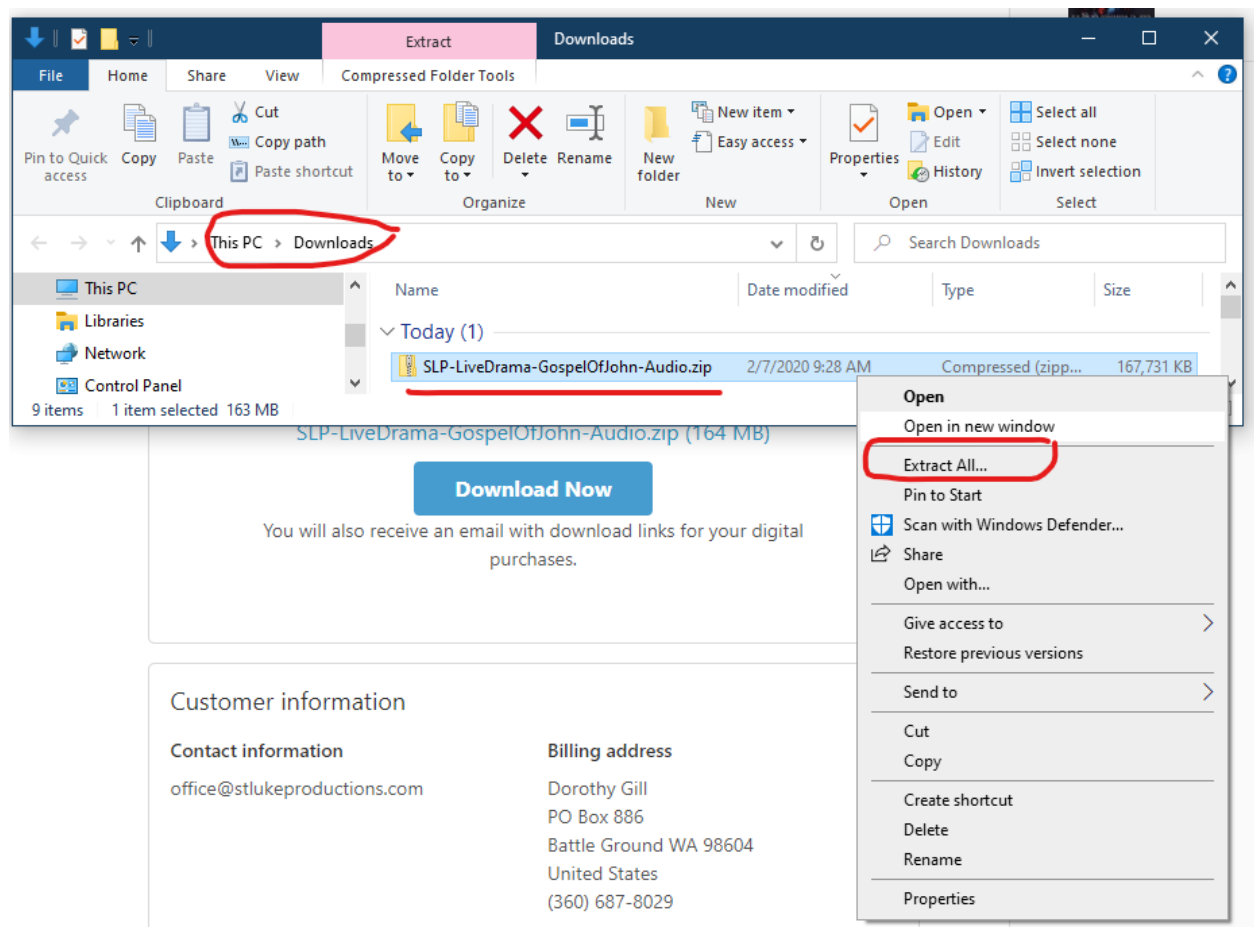 Extract Downloads
File Home Share View Compressed Folder Tools
Pin to Quick access
Copy
Paste
Cut
Copy path
Paste shortcut
Clipboard
Move to
Copy to
Delete
Rename
Organize
New folder
New item
Easy access
New
Properties
Open
Edit
History
Open
Select all
Select none
Invert selection
Select
This PC > Downloads
Search Downloads
This PC
Libraries
Network
Control Panel
Name Date modified Type Size
Today (1)
SLP-LiveDrama-GospelOfJohn-Audio.zip 2/7/2020 9:28 AM Compressed (zipp... 167,731 KB
9 items 1 item selected 163 MB
SLP-LiveDrama-GospelOfJohn-Audio.zip (164 MB)
Download Now
You will also receive an email with download links for your digital
purchases.
Open
Open in new window
Extract All...
Pin to Start
Scan with Windows Defender...
Share
Open with...
Give access to
Restore previous versions
Send to
Cut
Copy
Create shortcut
Delete
Rename
Properties
Customer information
Contact information
office@stlukeproductions.com
Billing address
Dorothy Gill
PO Box 886
Battle Ground WA 98604
United States
(360) 687-8029